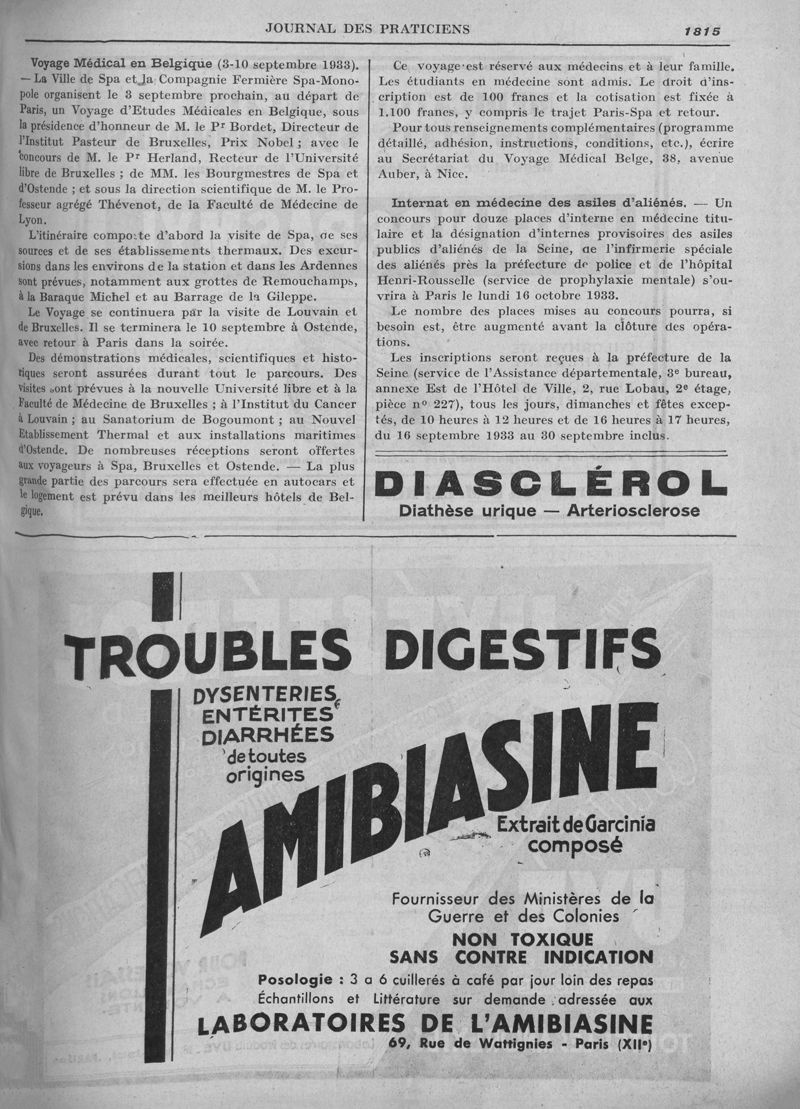 JOURNAL DES PRATICIENS
1815
Voyage Médical en Belgique (3-10 septembre 1933).
— La Ville de Spa et la Compagnie Fermière Spa-Mono-
pole organisent le 3 septembre prochain, au départ de
Paris, un Voyage d'Etudes Médicales en Belgique, sous
la présidence d'honneur de M. le Pr Bordet, Directeur de
l'Institut Pasteur de Bruxelles, Prix Nobel ; avec le
concours de M. le Pr Herland, Recteur de l'Université
libre de Bruxelles ; de MM. les Bourgmestres de Spa et
d'Ostende ; et sous la direction scientifique de M. le Pro-
fesseur agrégé Thévenot, de la Faculté de Médecine de
Lyon.
L'itinéraire comporte d'abord la visite de Spa, de ses
sources et de ses établissements thermaux. Des excur-
sions dans les environs de la station et dans les Ardennes
sont prévues, notamment aux grottes de Remouchamps,
à la Baraque Michel et au Barrage de la Gileppe.
Le Voyage se continuera par la visite de Louvain et
de Bruxelles. Il se terminera le 10 septembre à Ostende,
avec retour à Paris dans la soirée.
Des démonstrations médicales, scientifiques et histo-
riques seront assurées durant tout le parcours. Des
visites sont prévues à la nouvelle Université libre et à la
Faculté de Médecine de Bruxelles ; à l'Institut du Cancer
à Louvain ; au Sanatorium de Bogoumont ; au Nouvel
Etablissement Thermal et aux installations maritimes
d'Ostende. De nombreuses réceptions seront offertes
aux voyageurs à Spa, Bruxelles et Ostende. — La plus
grande partie des parcours sera effectuée en autocars et
le logement est prévu dans les meilleurs hôtels de Bel-
gique.
Ce voyage est réservé aux médecins et à leur famille.
Les étudiants en médecine sont admis. Le droit d'ins-
cription est de 100 francs et la cotisation est fixée à
1.100 francs, y compris le trajet Paris-Spa et retour.
Pour tous renseignements complémentaires (programme
détaillé, adhésion, instructions, conditions, etc.), écrire
au Secrétariat du Voyage Médical Belge, 38, avenue
Auber, à Nice.
Internat en médecine des asiles d'aliénés. — Un
concours pour douze places d'interne en médecine titu-
laire et la désignation d'internes provisoires des asiles
publics d'aliénés de la Seine, de l'infirmerie spéciale
des aliénés près la préfecture de police et de l'hôpital
Henri-Rousselle (service de prophylaxie mentale) s'ou-
vrira à Paris le lundi 16 octobre 1933.
Le nombre des places mises au concours pourra, si
besoin est, être augmenté avant la clôture des opéra-
tions.
Les inscriptions seront reçues à la préfecture de la
Seine (service de l'Assistance départementale, 3e bureau,
annexe Est de l'Hôtel de Ville, 2, rue Lobau, 2e étage,
pièce no 227), tous les jours, dimanches et fêtes excep-
tés, de 10 heures à 12 heures et de 16 heures à 17 heures,
du 16 septembre 1933 au 30 septembre inclus.
DIASCLÉROL
Diathèse urique — Arteriosclerose
TROUBLES DIGESTIFS
DYSENTERIES
ENTÉRITES
DIARRHÉES
de toutes
origines
AMIBIASINE
Extrait de Garcinia
composé
Fournisseur des Ministères de la
Guerre et des Colonies
NON TOXIQUE
SANS CONTRE INDICATION
Posologie : 3 a 6 cuillerés à café par jour loin des repas
Échantillons et Littérature sur demande adressée aux
LABORATOIRES DE L'AMIBIASINE
69, Rue de Wattignies - Paris (XIIe)